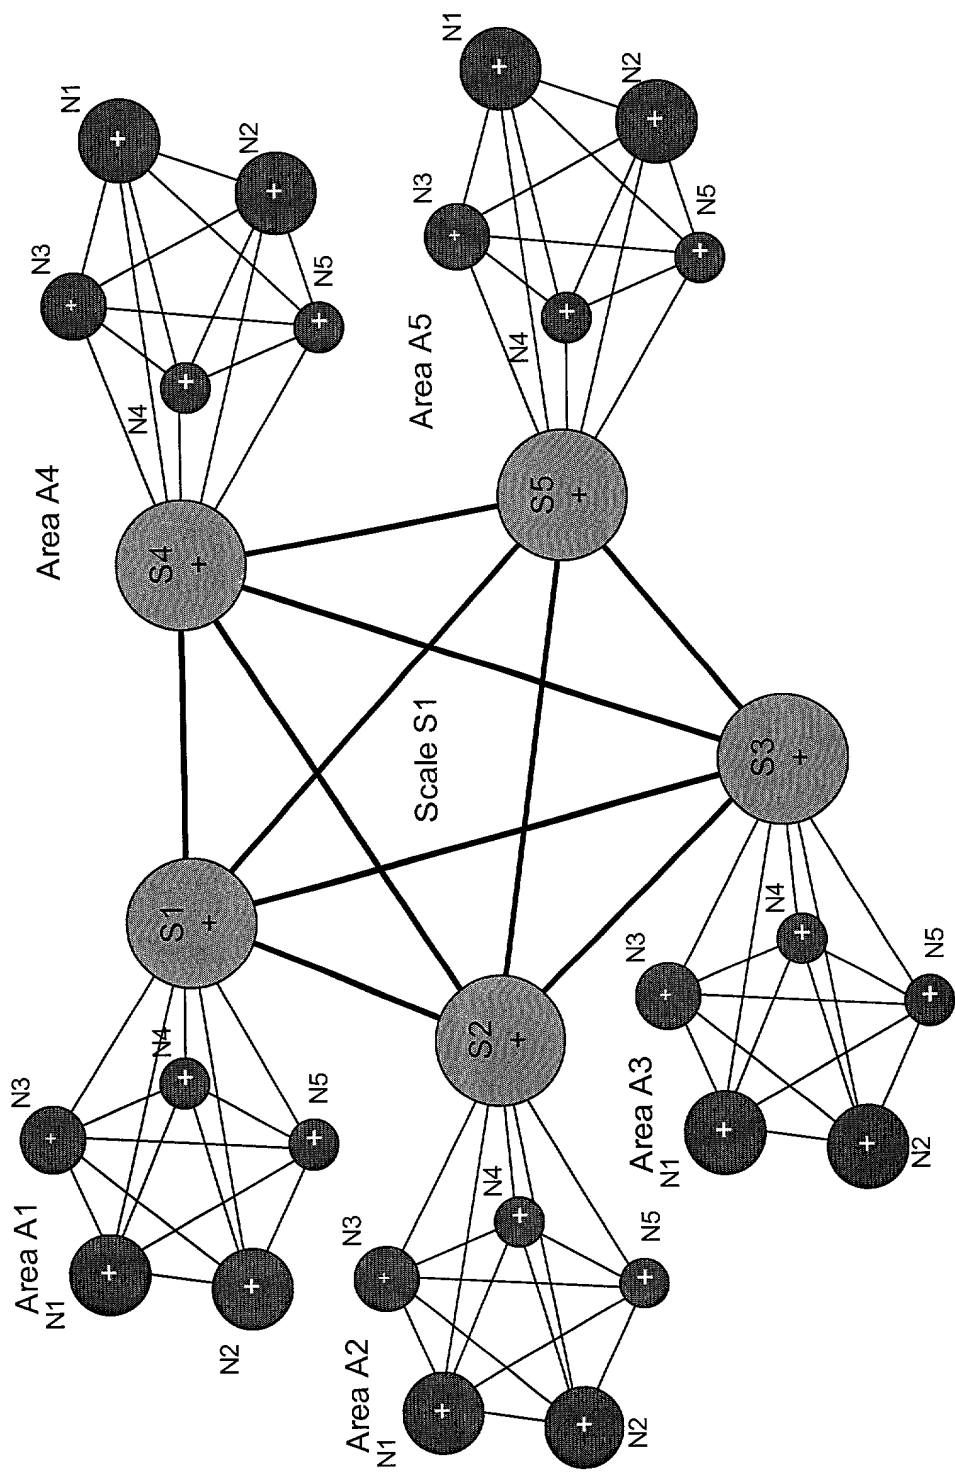 Area A1
N1
N2
N3
N4
N5
S1
Area A4
N1
N2
N3
N4
N5
S4
Scale S1
Area A2
N1
N2
N3
N4
N5
S2
Area A5
N1
N2
N3
N4
N5
S5
Area A3
N1
N2
N3
N4
N5
S3